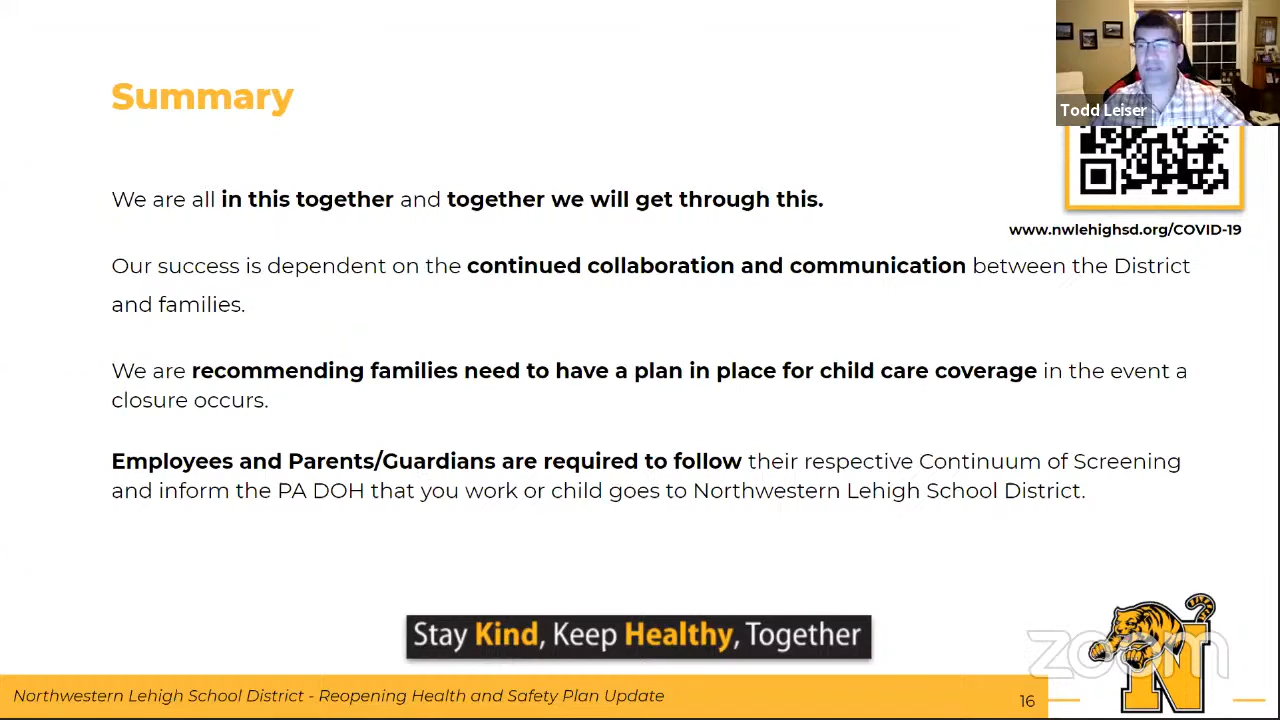 Summary
Todd Leiser
We are all in this together and together we will get through this.
www.nwlehighsd.org/COVID-19
Our success is dependent on the continued collaboration and communication between the District
and families.
We are recommending families need to have a plan in place for child care coverage in the event a
closure occurs.
Employees and Parents/Guardians are required to follow their respective Continuum of Screening
and inform the PA DOH that you work or child goes to Northwestern Lehigh School District.
Stay Kind, Keep Healthy, Together
zoom
N
Northwestern Lehigh School District - Reopening Health and Safety Plan Update
16